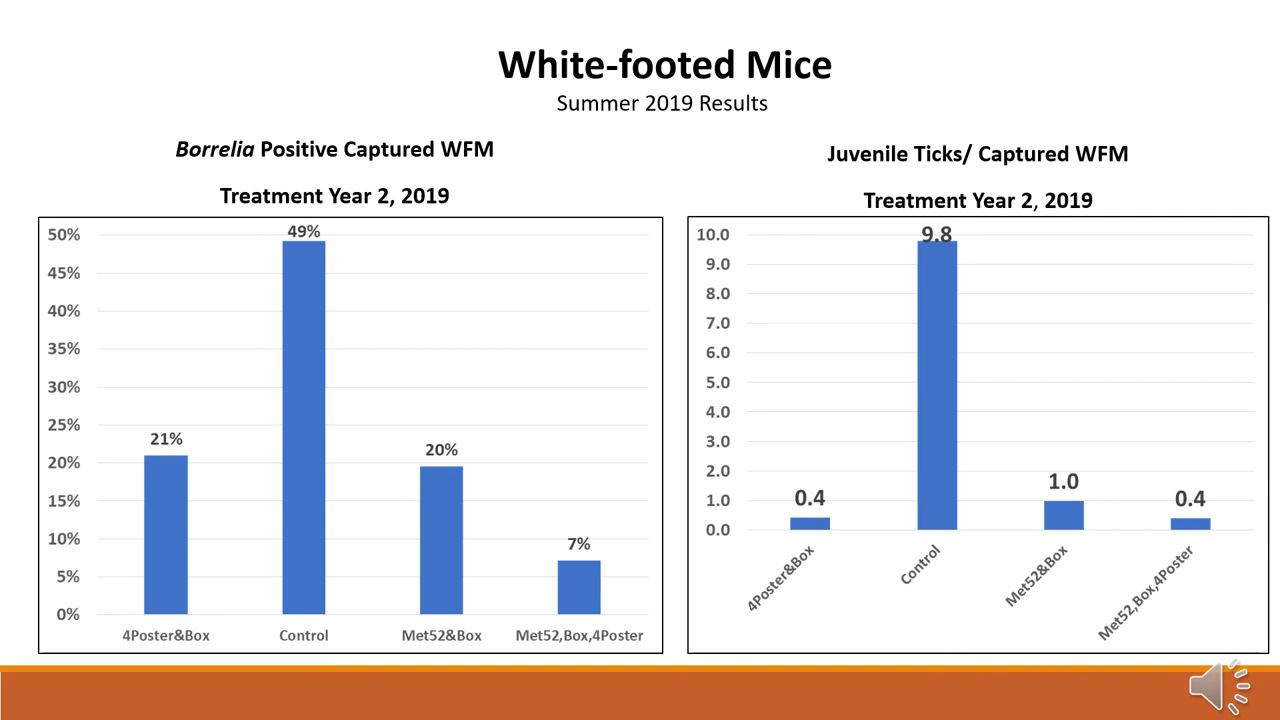 White-footed Mice
Summer 2019 Results
Borrelia Positive Captured WFM
Treatment Year 2, 2019
50%
45%
40%
35%
30%
25%
20%
15%
10%
5%
0%
21%
49%
20%
7%
4Poster&Box
Control
Met52&Box
Met52,Box,4Poster
Juvenile Ticks/ Captured WFM
Treatment Year 2, 2019
10.0
9.0
8.0
7.0
6.0
5.0
4.0
3.0
2.0
1.0
0.0
0.4
9.8
1.0
0.4
4Poster&Box
Control
Met52&Box
Met52,Box,4Poster